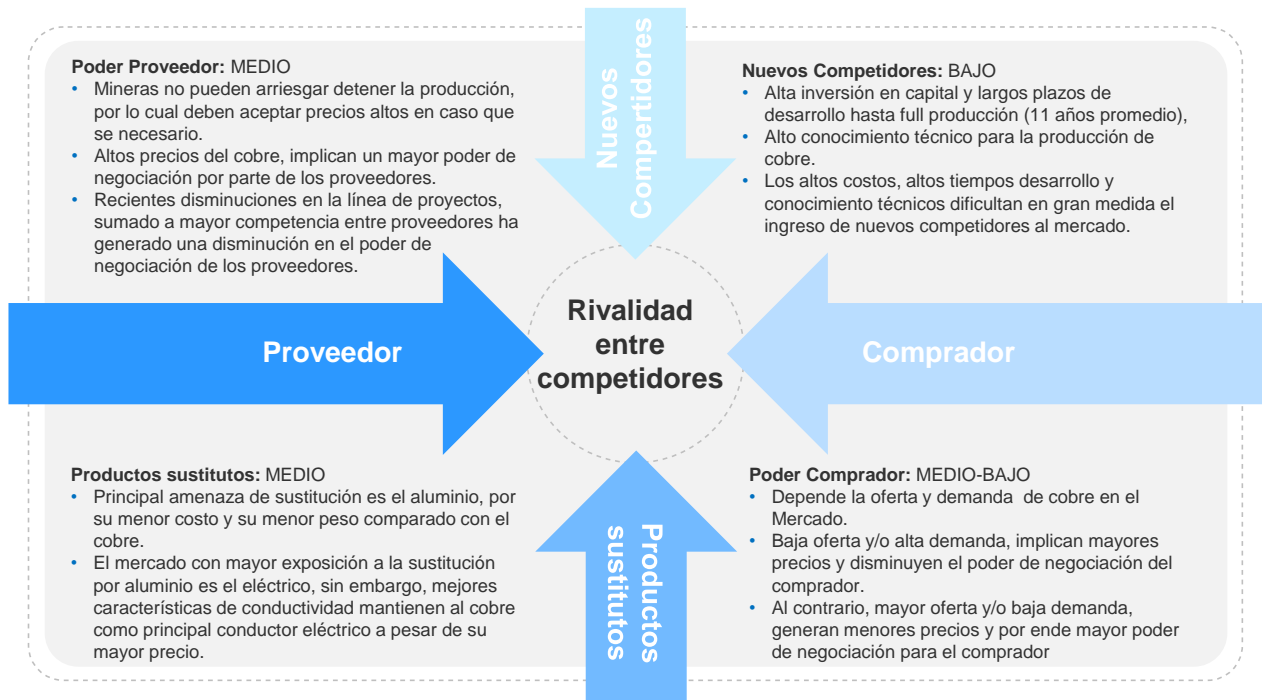 Poder Proveedor: MEDIO
• Mineras no pueden arriesgar detener la producción,
por lo cual deben aceptar precios altos en caso que
se necesario.
• Altos precios del cobre, implican un mayor poder de
negociación por parte de los proveedores.
• Recientes disminuciones en la línea de proyectos,
sumado a mayor competencia entre proveedores ha
generado una disminución en el poder de
negociación de los proveedores.
Nuevos
Compertidores
Nuevos Competidores: BAJO
• Alta inversión en capital y largos plazos de
desarrollo hasta full producción (11 años promedio),
• Alto conocimiento técnico para la producción de
cobre.
• Los altos costos, altos tiempos desarrollo y
conocimiento técnicos dificultan en gran medida el
ingreso de nuevos competidores al mercado.
Proveedor
Rivalidad
entre
competidores
Comprador
Productos sustitutos: MEDIO
• Principal amenaza de sustitución es el aluminio, por
su menor costo y su menor peso comparado con el
cobre.
• El mercado con mayor exposición a la sustitución
por aluminio es el eléctrico, sin embargo, mejores
características de conductividad mantienen al cobre
como principal conductor eléctrico a pesar de su
mayor precio.
Productos
sustitutos
Poder Comprador: MEDIO-BAJO
• Depende la oferta y demanda de cobre en el
Mercado.
• Baja oferta y/o alta demanda, implican mayores
precios y disminuyen el poder de negociación del
comprador.
• Al contrario, mayor oferta y/o baja demanda,
generan menores precios y por ende mayor poder
de negociación para el comprador